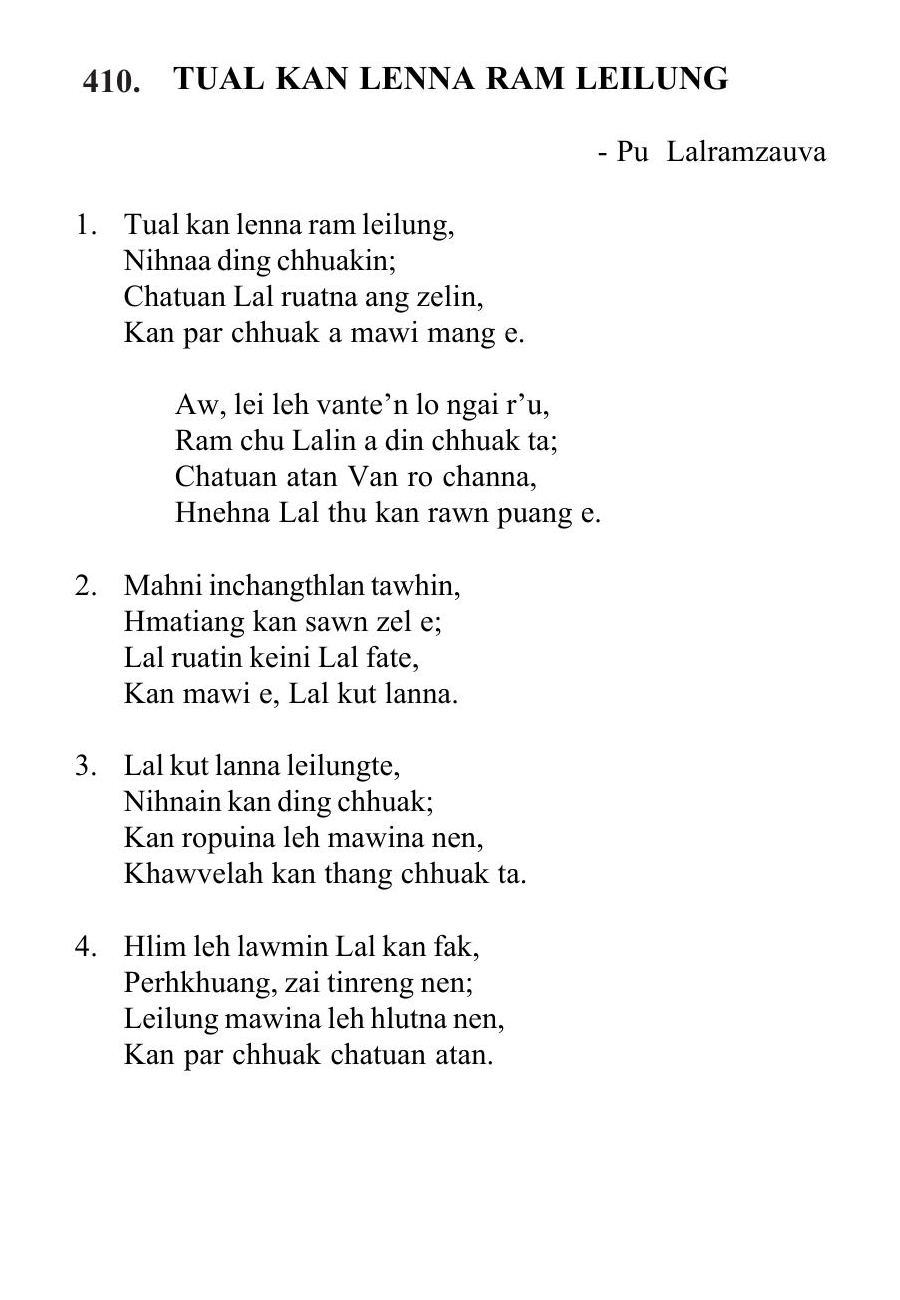 410. TUAL KAN LENNA RAM LEILUNG
- Pu Lalramzauva
1. Tual kan lenna ram leilung,
Nihnaa ding chhuakin;
Chatuan Lal ruatna ang zelin,
Kan par chhuak a mawi mang e.
Aw, lei leh vante’n lo ngai r’u,
Ram chu Lalin a din chhuak ta;
Chatuan atan Van ro channa,
Hnehna Lal thu kan rawn puang e.
2. Mahni inchangthlan tawhin,
Hmatiang kan sawn zel e;
Lal ruatin keini Lal fate,
Kan mawi e, Lal kut lanna.
3. Lal kut lanna leilungte,
Nihnain kan ding chhuak;
Kan ropuina leh mawina nen,
Khawvelah kan thang chhuak ta.
4. Hlim leh lawmin Lal kan fak,
Perhkhuang, zai tinreng nen;
Leilung mawina leh hlutna nen,
Kan par chhuak chatuan atan.